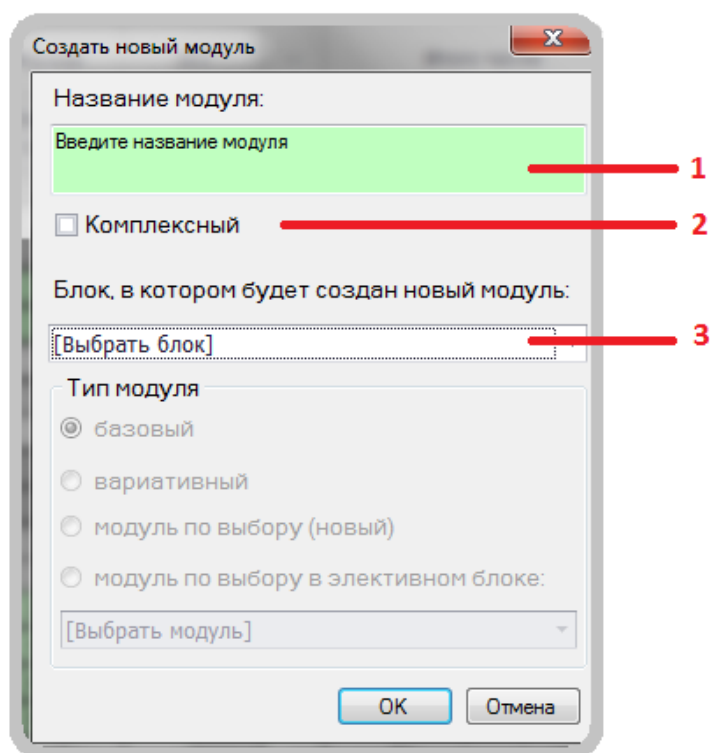 Создать новый модуль
Название модуля:
Введите название модуля
1
Комплексный
2
Блок, в котором будет создан новый модуль:
[Выбрать блок]
3
Тип модуля
базовый
вариативный
модуль по выбору (новый)
модуль по выбору в элективном блоке:
[Выбрать модуль]
OK Отмена